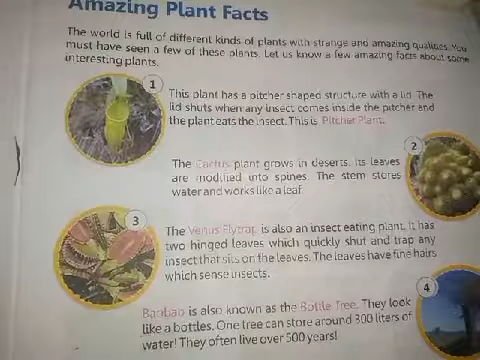 Amazing Plant Facts
The world is full of different kinds of plants with strange and amazing qualities. You
must have seen a few of these plants. Let us know a few amazing facts about some
interesting plants.
1
This plant has a pitcher shaped structure with a lid. The
lid shuts when any insect comes inside the pitcher and
the plant eats the insect. This is Pitcher Plant.
2
The Cactus plant grows in deserts. Its leaves
are modified into spines. The stem stores
water and works like a leaf.
3
The Venus Flytrap is also an insect eating plant. It has
two hinged leaves which quickly shut and trap any
insect that sits on the leaves. The leaves have fine hairs
which sense insects.
4
Baobab is also known as the Bottle Tree. They look
like a bottles. One tree can store around 300 liters of
water! They often live over 500 years!